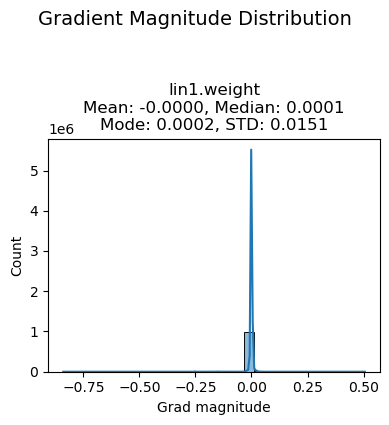 Gradient Magnitude Distribution
lin1.weight
Mean: -0.0000, Median: 0.0001
Mode: 0.0002, STD: 0.0151
1e6
5
4
3
2
1
0
Count
-0.75
-0.50
-0.25
0.00
0.25
0.50
Grad magnitude